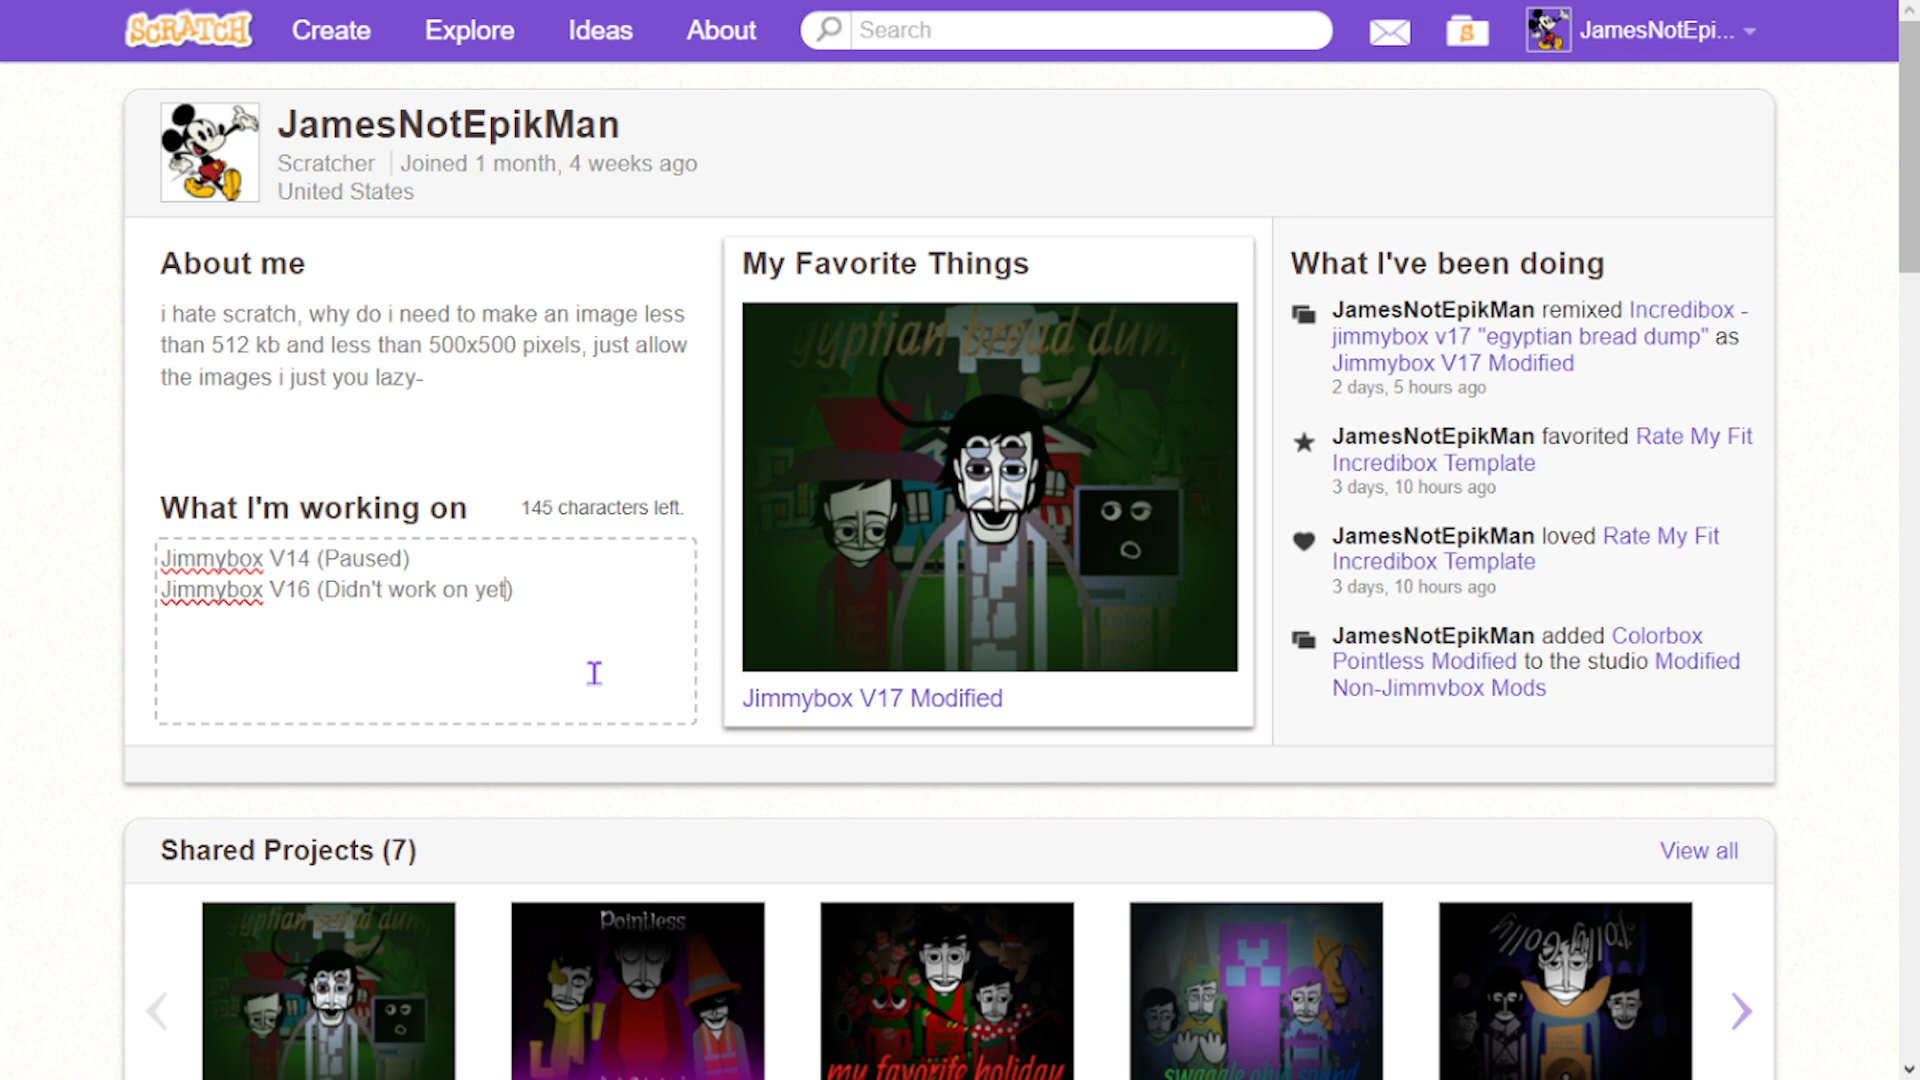 SCRATCH Create Explore Ideas About Search JamesNotEpi...
JamesNotEpikMan
Scratcher Joined 1 month, 4 weeks ago
United States
About me
i hate scratch, why do i need to make an image less
than 512 kb and less than 500x500 pixels, just allow
the images i just you lazy-
What I'm working on 145 characters left.
Jimmybox V14 (Paused)
Jimmybox V16 (Didn't work on yet)
My Favorite Things
gyptian bread dum
Jimmybox V17 Modified
What I've been doing
JamesNotEpikMan remixed Incredibox -
jimmybox v17 "egyptian bread dump" as
Jimmybox V17 Modified
2 days, 5 hours ago
JamesNotEpikMan favorited Rate My Fit
Incredibox Template
3 days, 10 hours ago
JamesNotEpikMan loved Rate My Fit
Incredibox Template
3 days, 10 hours ago
JamesNotEpikMan added Colorbox
Pointless Modified to the studio Modified
Non-Jimmybox Mods
Shared Projects (7)
View all
gyptian bread dum
Pointless
my favorite holiday